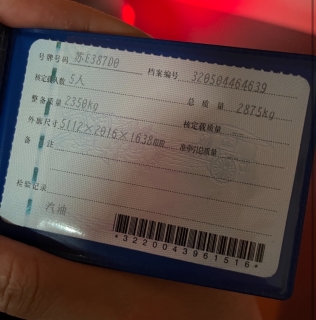 号牌号码 苏E387D0 档案编号 320504464639
核定载人数 5人 总质量 2875kg
整备质量 2350kg 核定载质量
外廓尺寸 5112×2016×1638mm 准牵引总质量
备注
检验记录
汽油
*3220043961516*